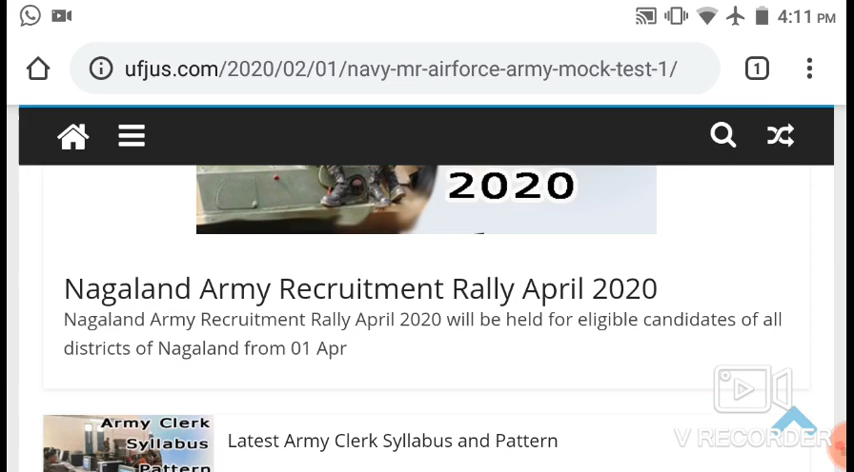 4:11 PM
ufjus.com/2020/02/01/navy-mr-airforce-army-mock-test-1/
1
2020
Nagaland Army Recruitment Rally April 2020
Nagaland Army Recruitment Rally April 2020 will be held for eligible candidates of all
districts of Nagaland from 01 Apr
Army Clerk
Syllabus
Pattern
Latest Army Clerk Syllabus and Pattern
V RECORDER